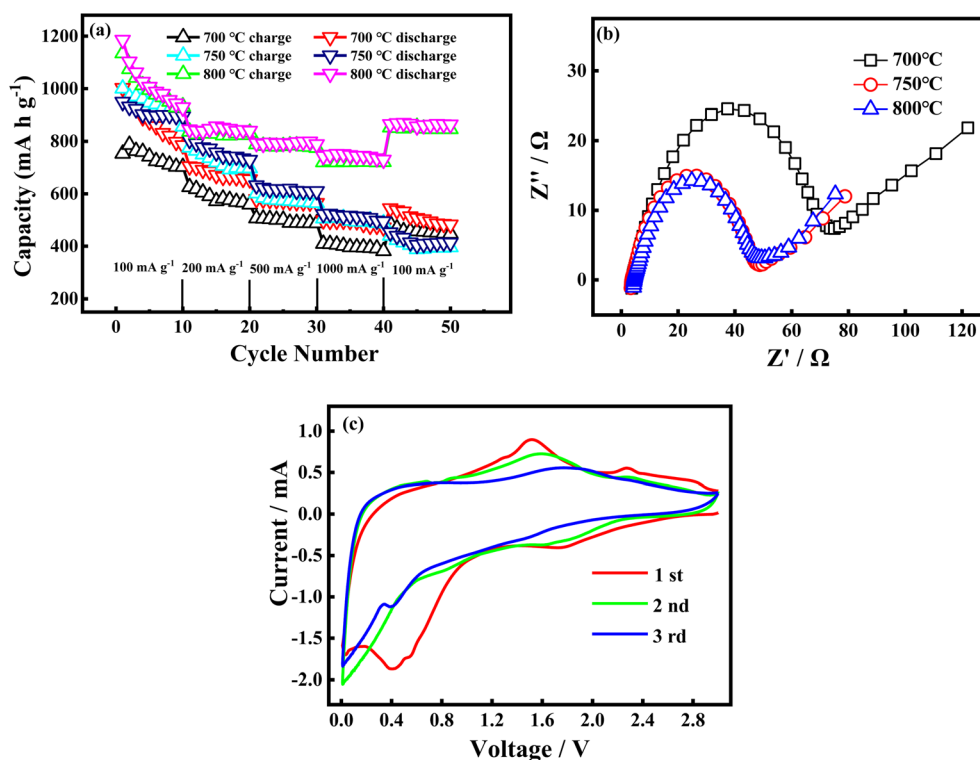 (a)
700 °C charge 700 °C discharge
750 °C charge 750 °C discharge
800 °C charge 800 °C discharge
Capacity (mA h g⁻¹)
1200
1000
800
600
400
200
100 mA g⁻¹ 200 mA g⁻¹ 500 mA g⁻¹ 1000 mA g⁻¹ 100 mA g⁻¹
0 10 20 30 40 50
Cycle Number
(b)
700°C
750°C
800°C
Z'' / Ω
30
20
10
0
0 20 40 60 80 100 120
Z' / Ω
(c)
Current / mA
1.0
0.5
0.0
-0.5
-1.0
-1.5
-2.0
1 st
2 nd
3 rd
0.0 0.4 0.8 1.2 1.6 2.0 2.4 2.8
Voltage / V